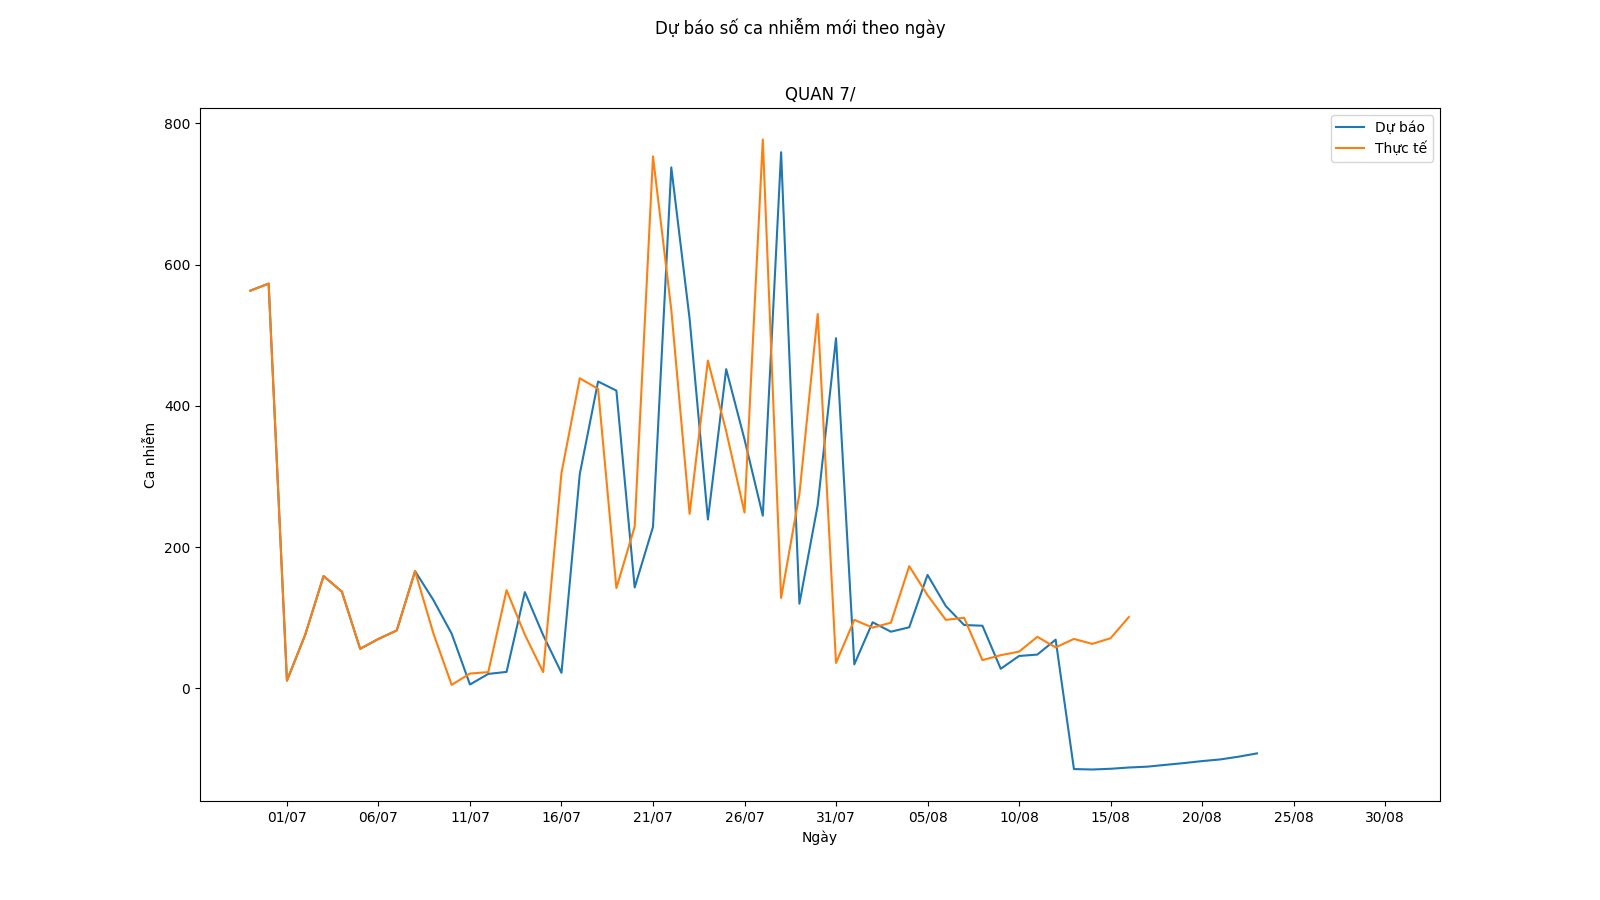 Dự báo số ca nhiễm mới theo ngày
QUAN 7/
Dự báo
Thực tế
800
600
400
200
0
Ca nhiễm
01/07 06/07 11/07 16/07 21/07 26/07 31/07 05/08 10/08 15/08 20/08 25/08 30/08
Ngày